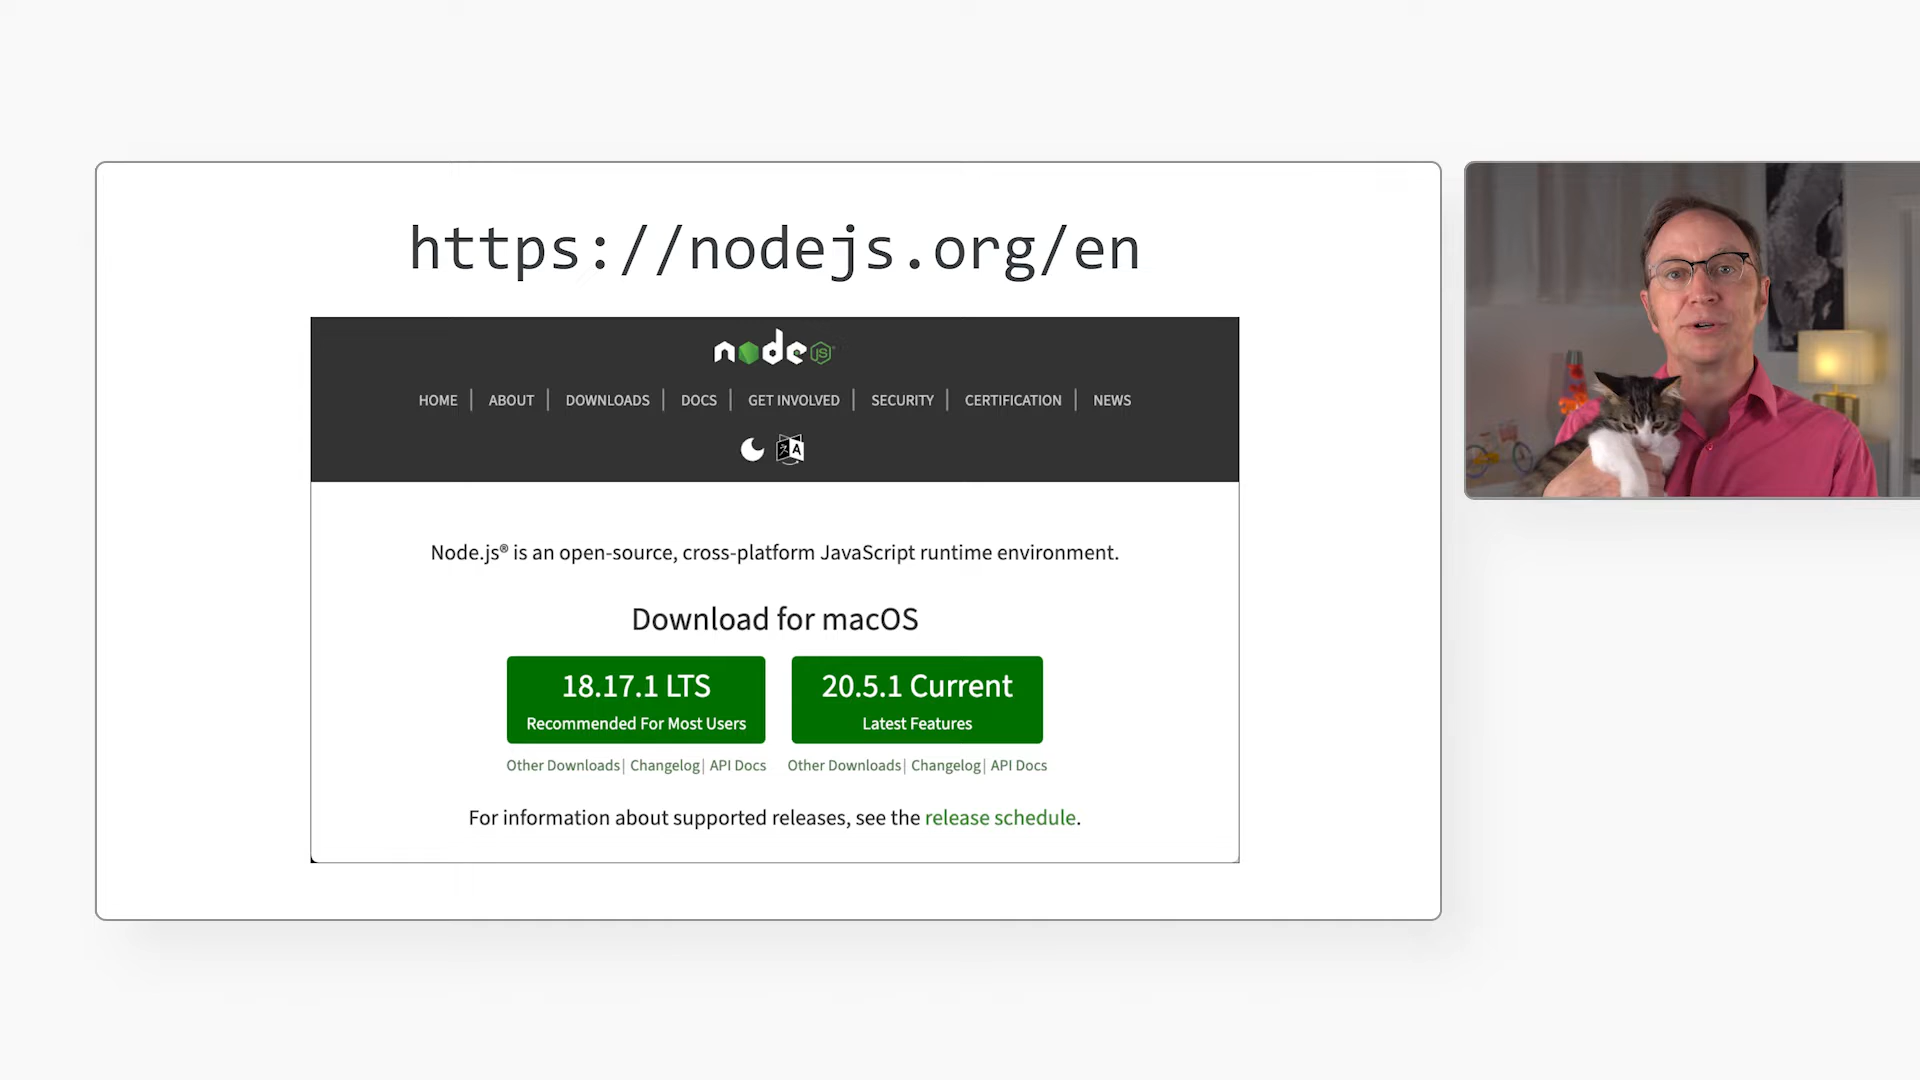 https://nodejs.org/en
node JS
HOME | ABOUT | DOWNLOADS | DOCS | GET INVOLVED | SECURITY | CERTIFICATION | NEWS
文A
Node.js® is an open-source, cross-platform JavaScript runtime environment.
Download for macOS
18.17.1 LTS 20.5.1 Current
Recommended For Most Users Latest Features
Other Downloads | Changelog | API Docs Other Downloads | Changelog | API Docs
For information about supported releases, see the release schedule.